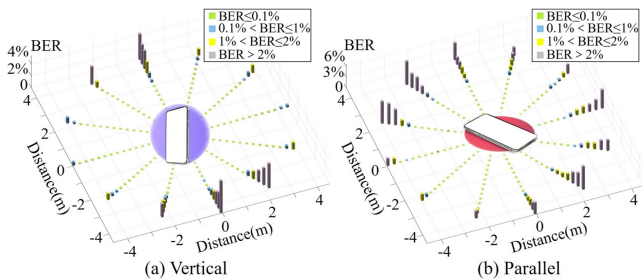 BER
4%
2%
0
4
2
0
-2
-4
Distance(m)
-4
-2
0
2
4
Distance(m)
BER≤0.1%
0.1% < BER≤1%
1% < BER≤2%
BER > 2%
(a) Vertical
BER
6%
3%
0
4
2
0
-2
-4
Distance(m)
-4
-2
0
2
4
Distance(m)
BER≤0.1%
0.1% < BER≤1%
1% < BER≤2%
BER > 2%
(b) Parallel